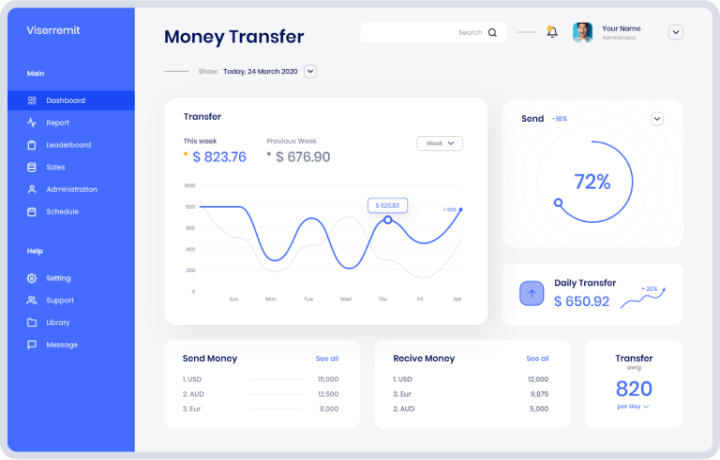 Viserremit
Main
Dashboard
Report
Leaderboard
Sales
Administration
Schedule
Help
Setting
Support
Library
Message
Money Transfer
Search
Your Name
Administrator
Show: Today, 24 March 2020
Transfer
This week
$ 823.76
Previous Week
$ 676.90
Week
1000
800
600
400
200
0
$ 620.83
+ 53%
Sun Mon Tue Wed Thu Fri Sat
Send -16%
72%
Daily Transfer
$ 650.92
+ 20%
Send Money See all
1. USD 15,000
2. AUD 12,500
3. Eur 8,000
Recive Money See all
1. USD 12,000
3. Eur 9,875
2. AUD 5,000
Transfer
avrg
820
per day